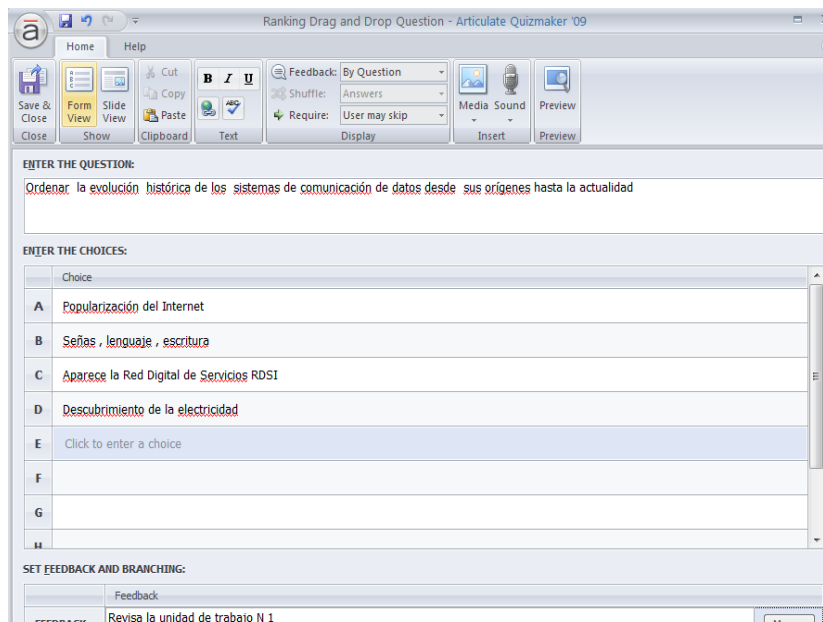 Ranking Drag and Drop Question - Articulate Quizmaker '09
Home Help
Save & Close
Form View
Slide View
Cut
Copy
Paste
B I U
ABC
Feedback: By Question
Shuffle: Answers
Require: User may skip
Media Sound Preview
Close Show Clipboard Text Display Insert Preview
ENTER THE QUESTION:
Ordenar la evolución histórica de los sistemas de comunicación de datos desde sus orígenes hasta la actualidad
ENTER THE CHOICES:
Choice
A Popularización del Internet
B Señas , lenguaje , escritura
C Aparece la Red Digital de Servicios RDSI
D Descubrimiento de la electricidad
E Click to enter a choice
F
G
H
SET FEEDBACK AND BRANCHING:
Feedback
Revisa la unidad de trabajo N 1